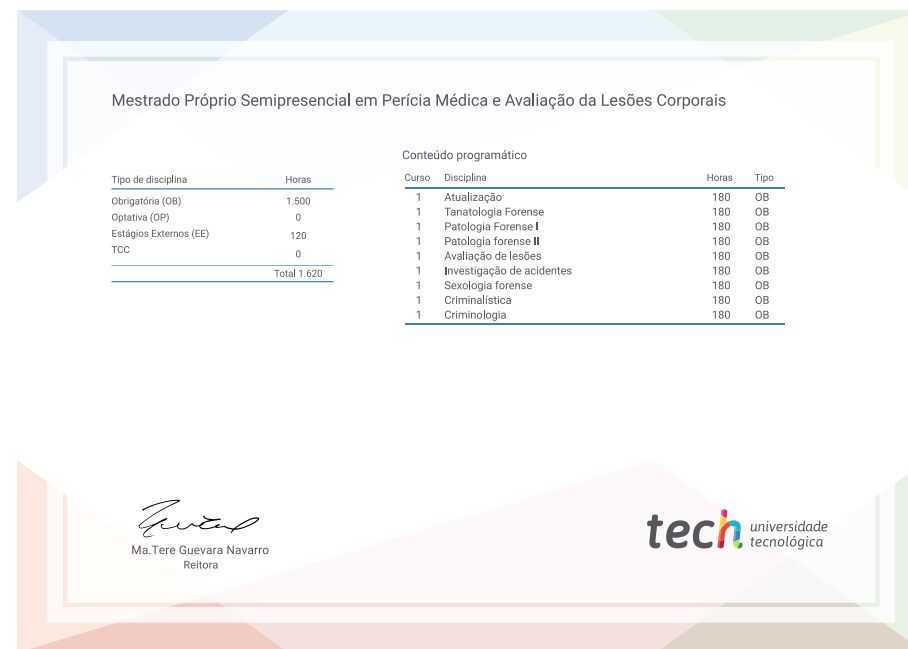 Mestrado Próprio Semipresencial em Perícia Médica e Avaliação da Lesões Corporais
Tipo de disciplina Horas
Obrigatória (OB) 1.500
Optativa (OP) 0
Estágios Externos (EE) 120
TCC 0
Total 1.620
Conteúdo programático
Curso Disciplina Horas Tipo
1 Atualização 180 OB
1 Tanatologia Forense 180 OB
1 Patologia Forense I 180 OB
1 Patologia forense II 180 OB
1 Avaliação de lesões 180 OB
1 Investigação de acidentes 180 OB
1 Sexologia forense 180 OB
1 Criminalística 180 OB
1 Criminologia 180 OB
Ma.Tere Guevara Navarro
Reitora
tech universidade
tecnológica